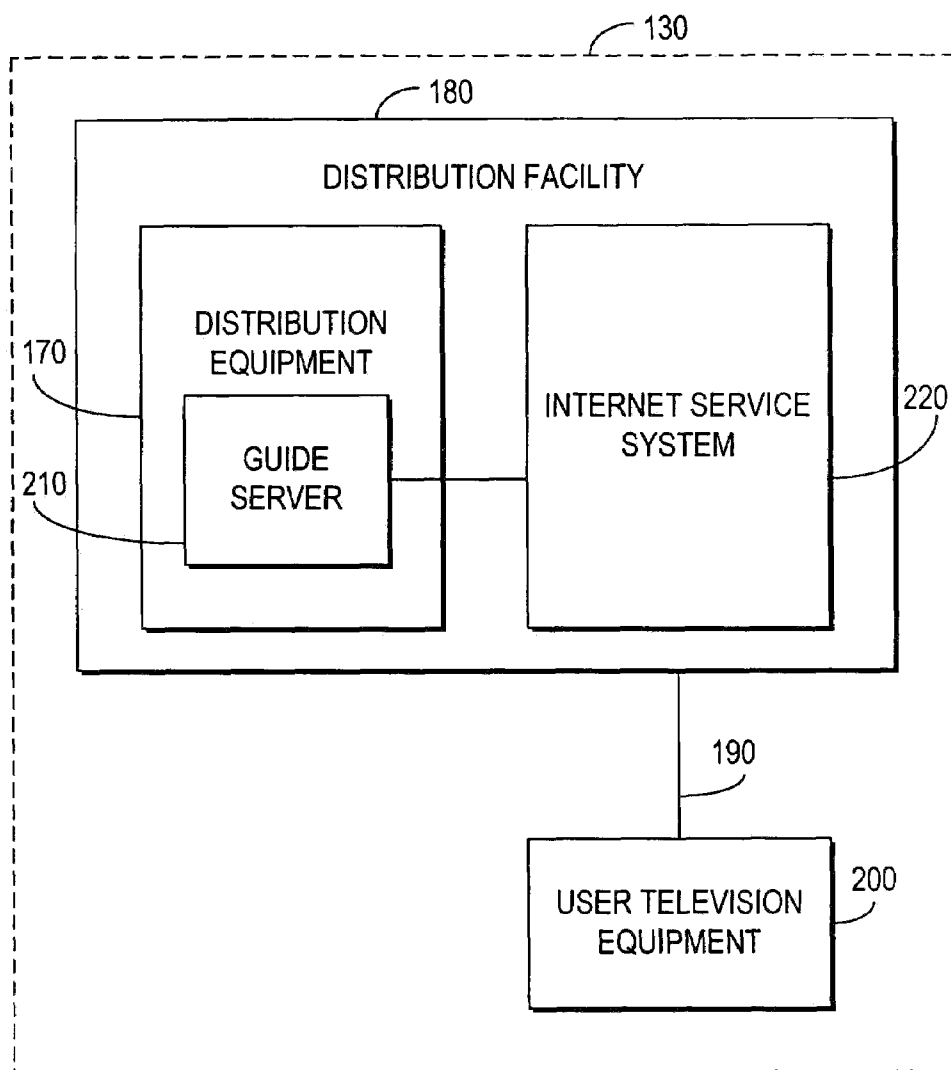 130
180
DISTRIBUTION FACILITY
DISTRIBUTION
EQUIPMENT
170
INTERNET SERVICE
SYSTEM
220
GUIDE
SERVER
210
190
USER TELEVISION
EQUIPMENT
200